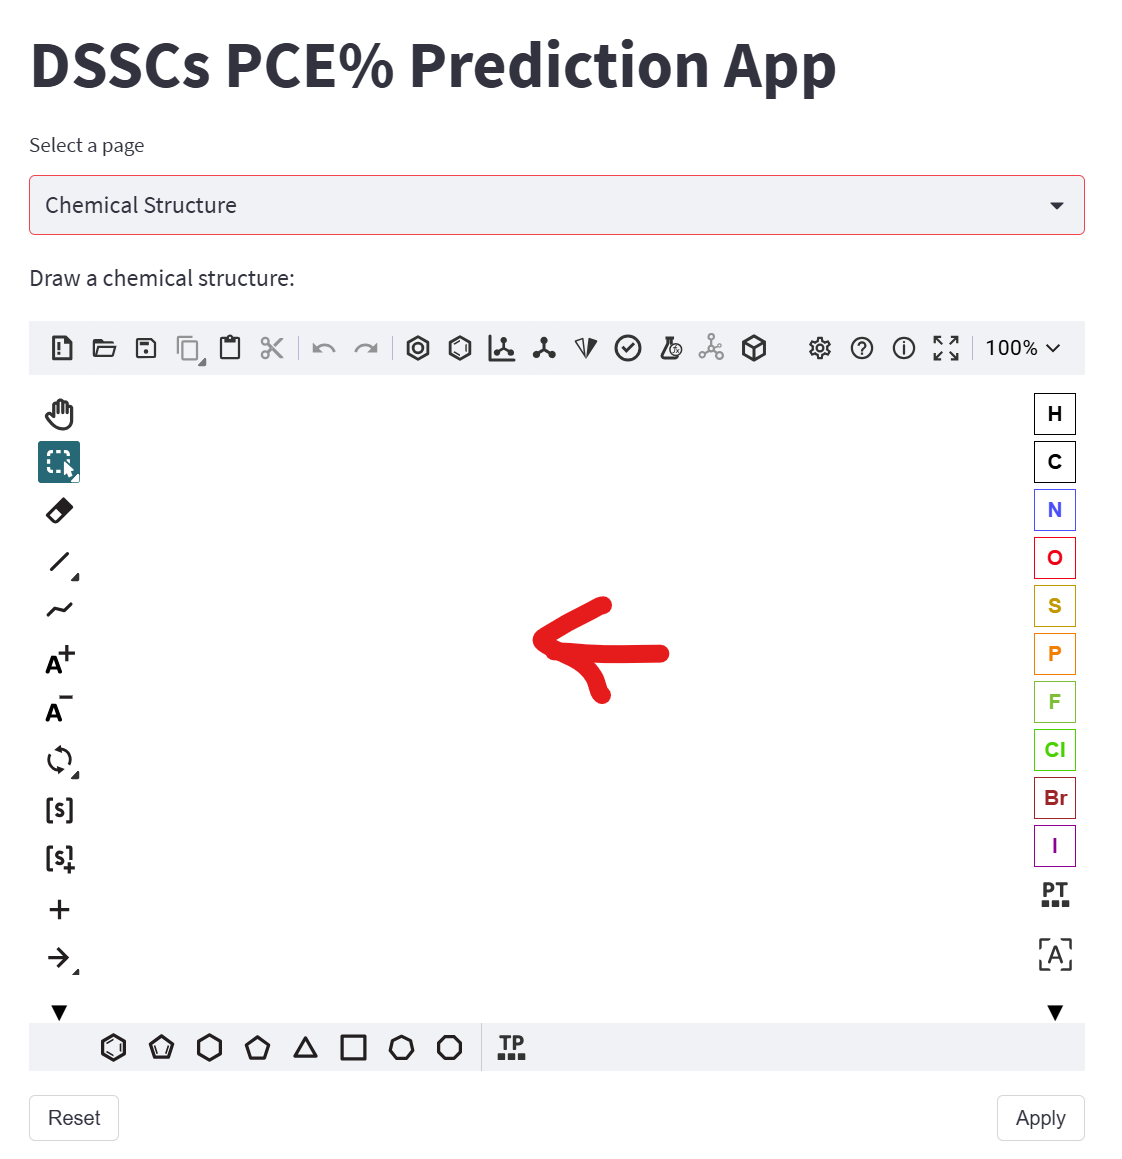 DSSCs PCE% Prediction App
Select a page
Chemical Structure
Draw a chemical structure:
100%
H
C
N
O
S
P
F
Cl
Br
I
PT
[A]
A+
A−
[S]
[S]+
TP
Reset
Apply